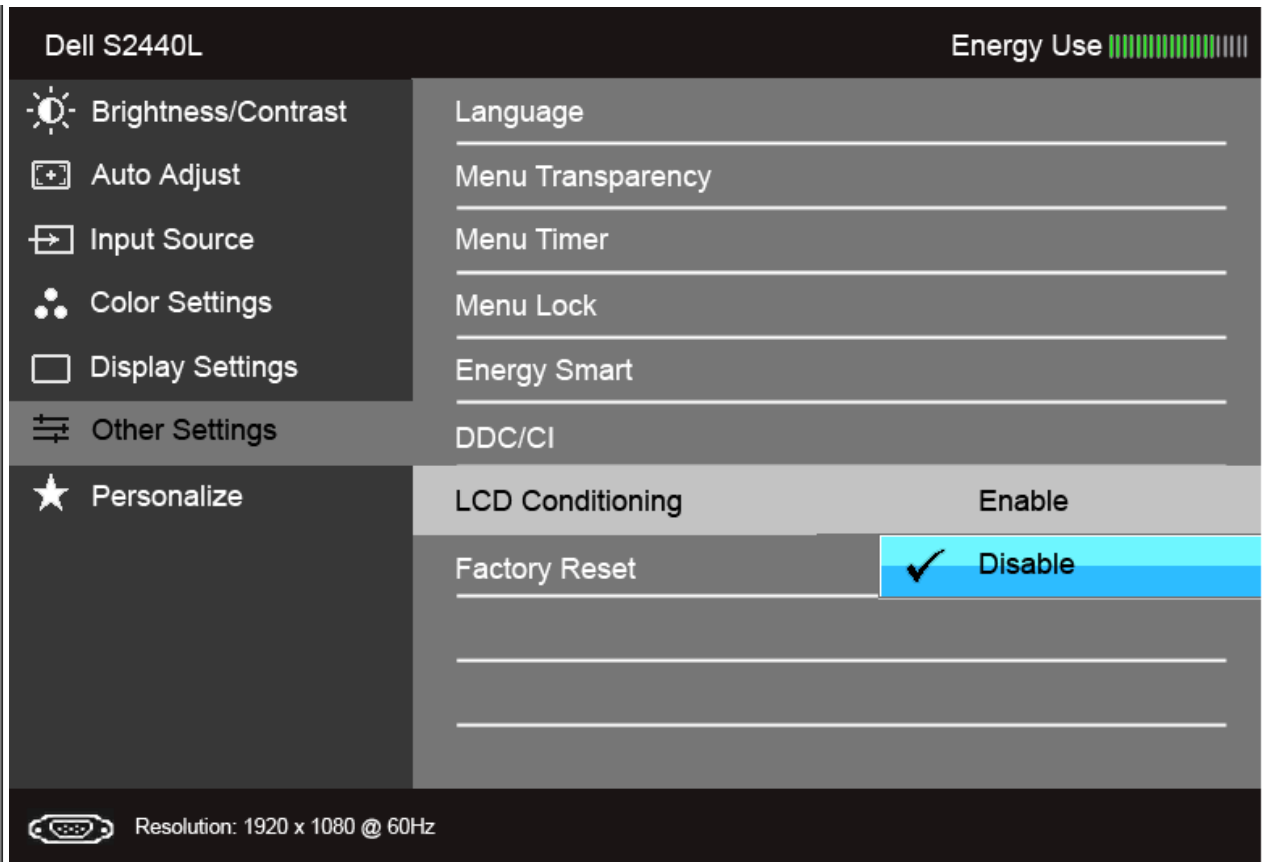 Dell S2440L
Energy Use
Brightness/Contrast
Auto Adjust
Input Source
Color Settings
Display Settings
Other Settings
Personalize
Language
Menu Transparency
Menu Timer
Menu Lock
Energy Smart
DDC/CI
LCD Conditioning
Enable
Disable
Factory Reset
Resolution: 1920 x 1080 @ 60Hz